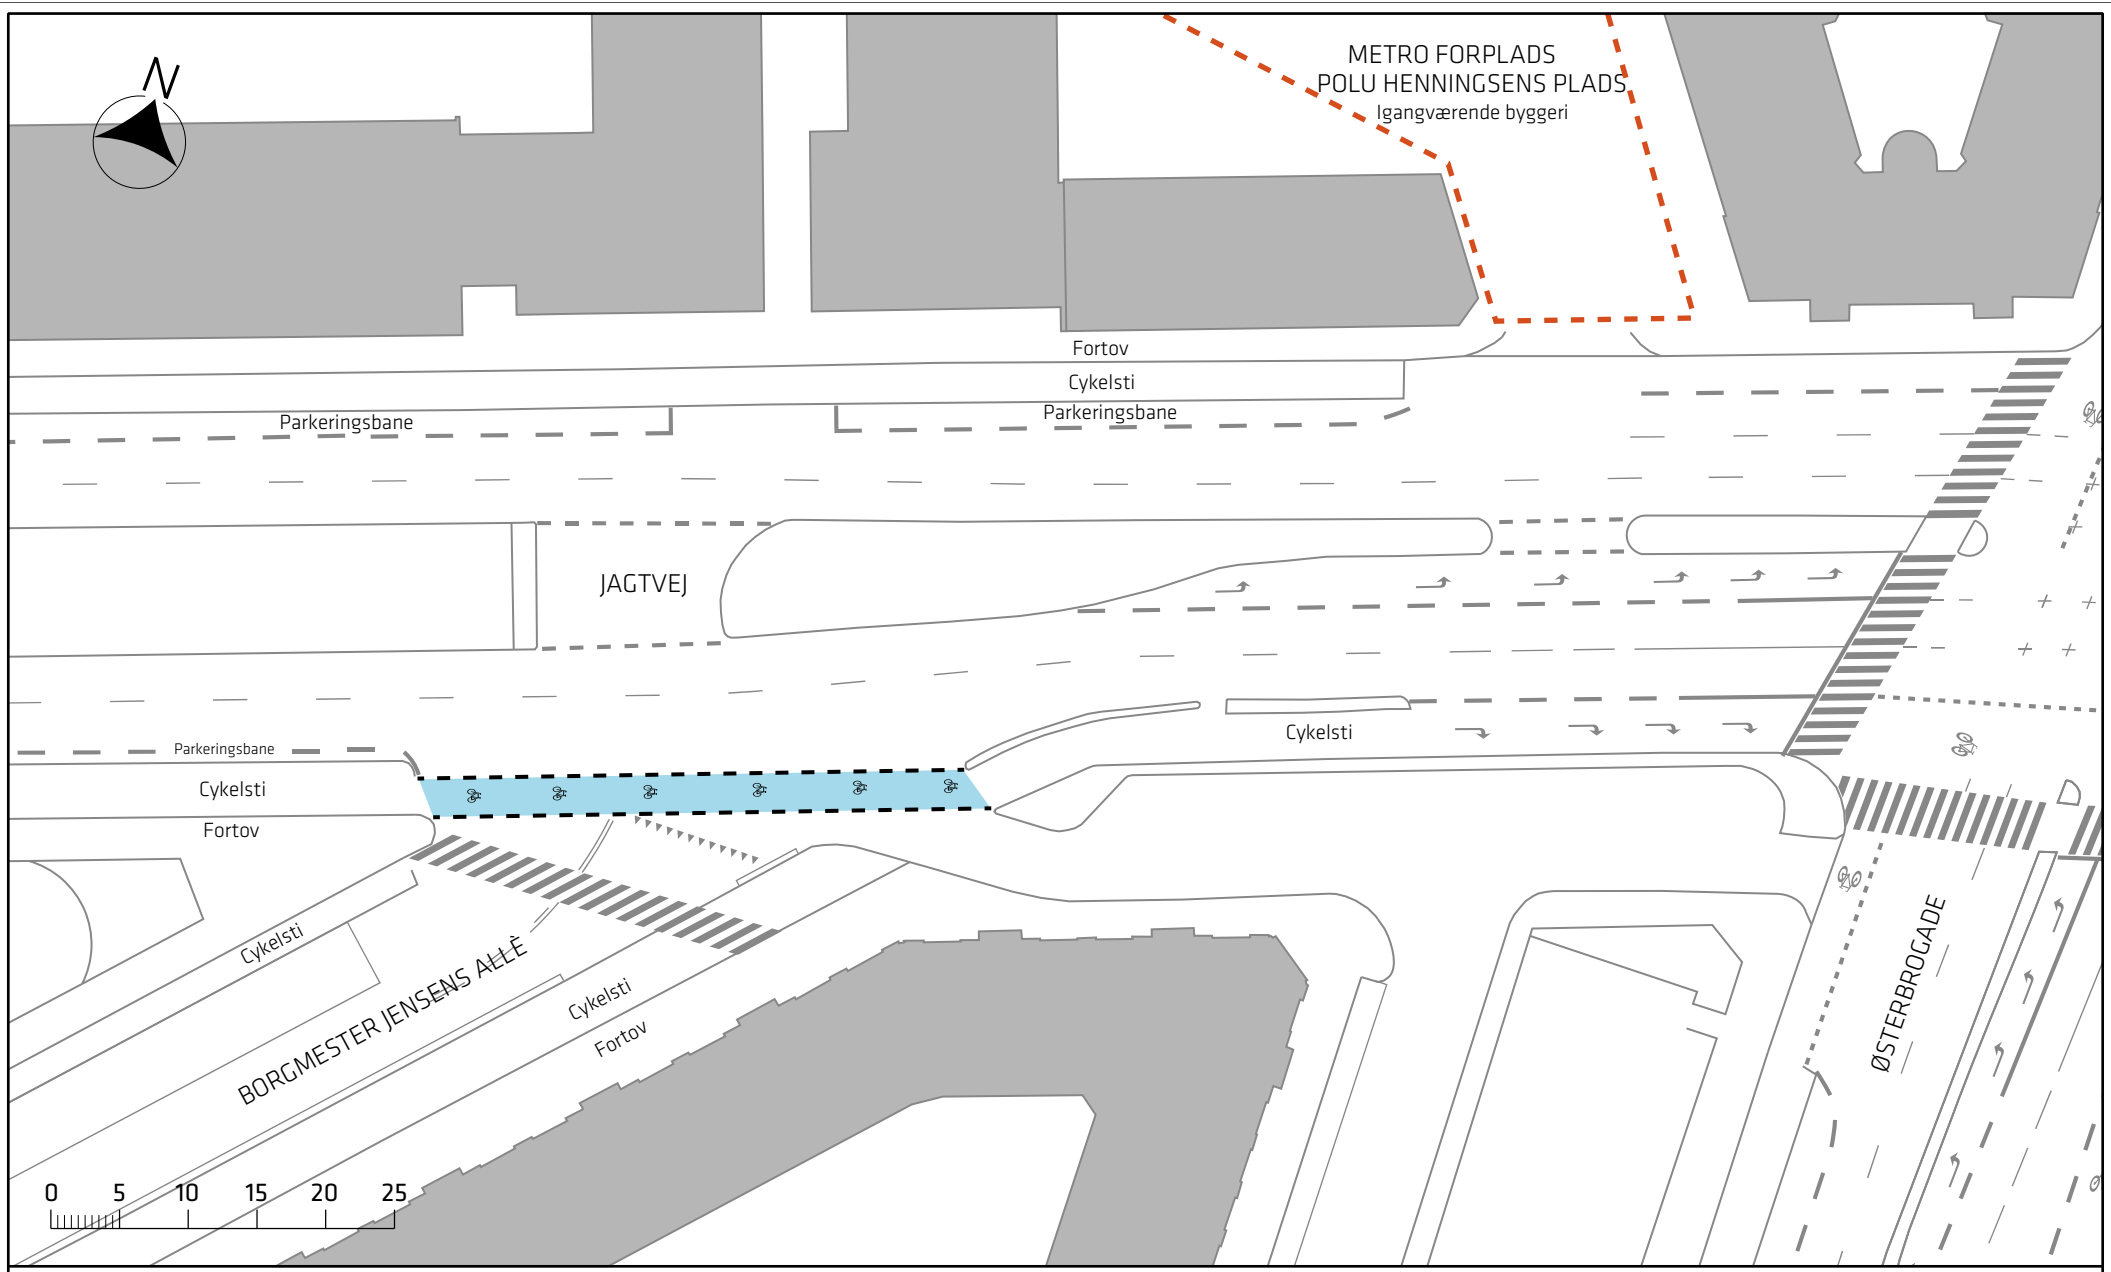 N
METRO FORPLADS
POLU HENNINGSENS PLADS
Igangværende byggeri
Fortov
Cykelsti
Parkeringsbane
Parkeringsbane
JAGTVEJ
Cykelsti
Parkeringsbane
Cykelsti
Fortov
Cykelsti
BORGMESTER JENSENS ALLÈ
Cykelsti
Fortov
ØSTERBROGADE
0 5 10 15 20 25